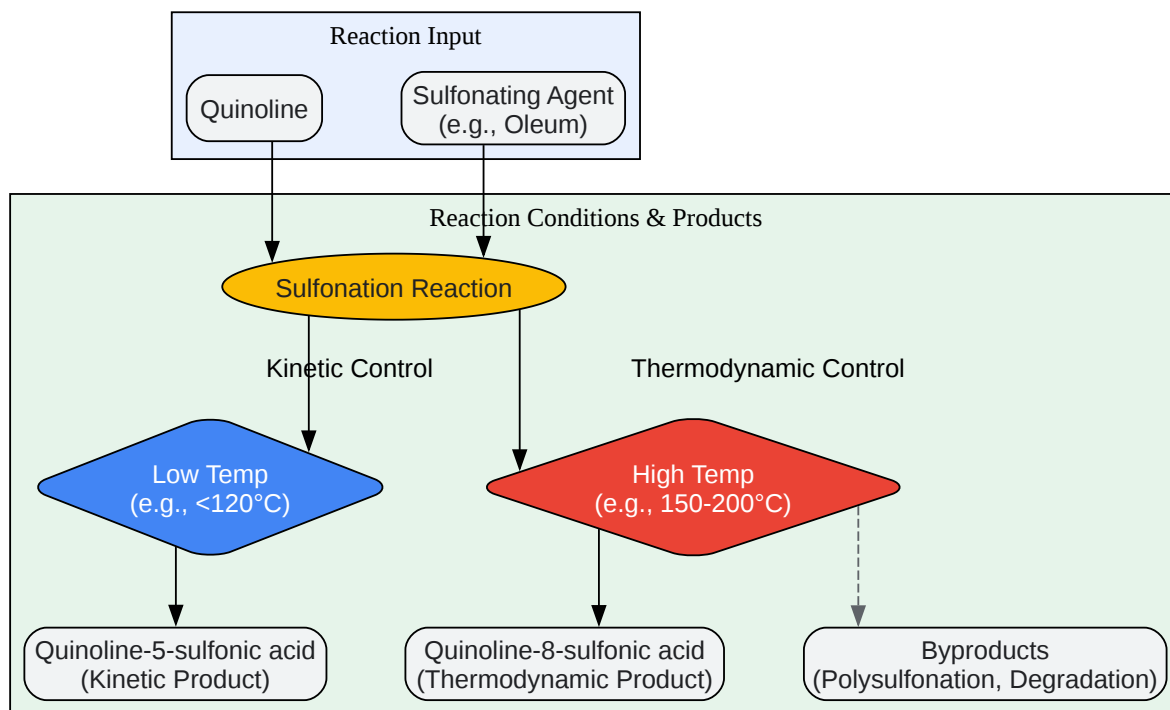 Reaction Input
Quinoline
Sulfonating Agent
(e.g., Oleum)
Reaction Conditions & Products
Sulfonation Reaction
Kinetic Control
Thermodynamic Control
Low Temp
(e.g., <120°C)
High Temp
(e.g., 150-200°C)
Quinoline-5-sulfonic acid
(Kinetic Product)
Quinoline-8-sulfonic acid
(Thermodynamic Product)
Byproducts
(Polysulfonation, Degradation)